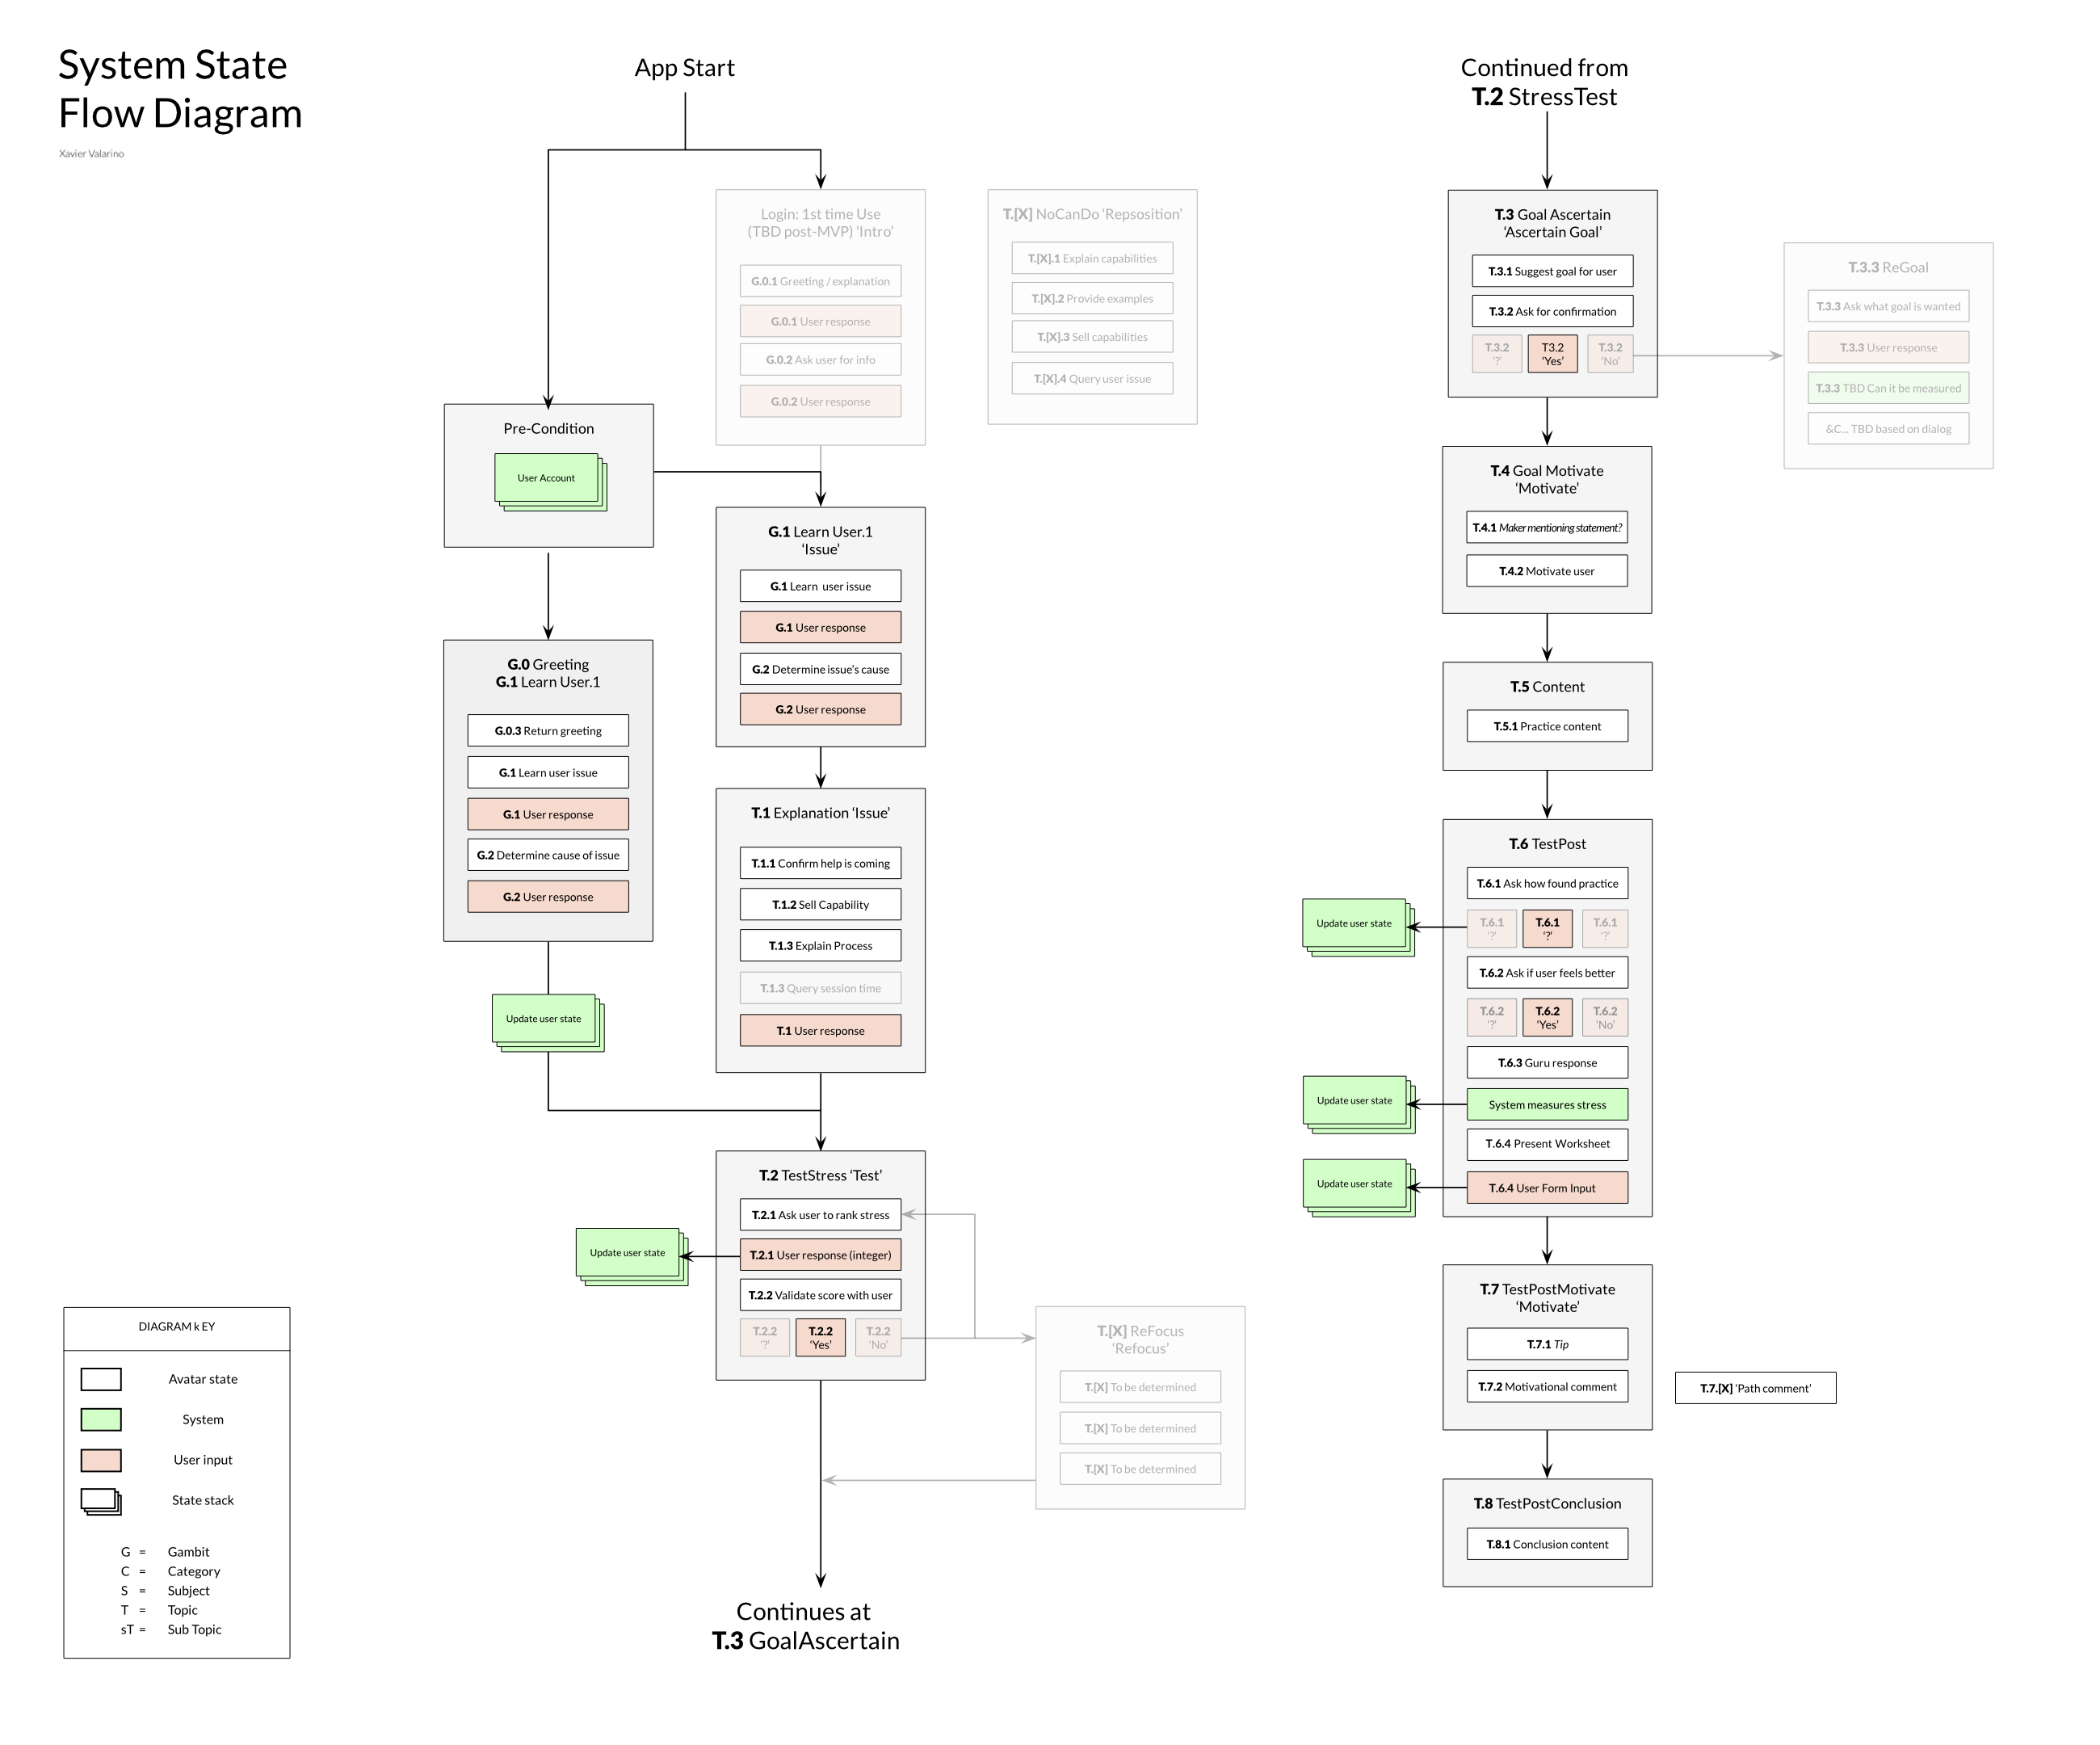 System State
Flow Diagram
Xavier Valarino
App Start
Login: 1st time Use
(TBD post-MVP) ‘Intro‘
G.0.1 Greeting / explanation
G.0.1 User response
G.0.2 Ask user for info
G.0.2 User response
T.[X] NoCanDo ‘Repsosition’
T.[X].1 Explain capabilities
T.[X].2 Provide examples
T.[X].3 Sell capabilities
T.[X].4 Query user issue
Pre-Condition
User Account
G.1 Learn User.1
‘Issue’
G.1 Learn user issue
G.1 User response
G.2 Determine issue’s cause
G.2 User response
G.0 Greeting
G.1 Learn User.1
G.0.3 Return greeting
G.1 Learn user issue
G.1 User response
G.2 Determine cause of issue
G.2 User response
Update user state
T.1 Explanation ‘Issue’
T.1.1 Confirm help is coming
T.1.2 Sell Capability
T.1.3 Explain Process
T.1.3 Query session time
T.1 User response
T.2 TestStress ‘Test’
T.2.1 Ask user to rank stress
T.2.1 User response (integer)
Update user state
T.2.2 Validate score with user
T.2.2
‘?’
T.2.2
‘Yes’
T.2.2
‘No’
T.[X] ReFocus
‘Refocus’
T.[X] To be determined
T.[X] To be determined
T.[X] To be determined
Continues at
T.3 GoalAscertain
Continued from
T.2 StressTest
T.3 Goal Ascertain
‘Ascertain Goal’
T.3.1 Suggest goal for user
T.3.2 Ask for confirmation
T.3.2
‘?’
T3.2
‘Yes’
T.3.2
‘No’
T.3.3 ReGoal
T.3.3 Ask what goal is wanted
T.3.3 User response
T.3.3 TBD Can it be measured
&C... TBD based on dialog
T.4 Goal Motivate
‘Motivate’
T.4.1 Maker mentioning statement?
T.4.2 Motivate user
T.5 Content
T.5.1 Practice content
T.6 TestPost
T.6.1 Ask how found practice
T.6.1
‘?’
T.6.1
‘?’
T.6.1
‘?’
Update user state
T.6.2 Ask if user feels better
T.6.2
‘?’
T.6.2
‘Yes’
T.6.2
‘No’
T.6.3 Guru response
System measures stress
Update user state
T.6.4 Present Worksheet
T.6.4 User Form Input
Update user state
T.7 TestPostMotivate
‘Motivate’
T.7.1 Tip
T.7.2 Motivational comment
T.7.[X] ‘Path comment’
T.8 TestPostConclusion
T.8.1 Conclusion content
DIAGRAM k EY
Avatar state
System
User input
State stack
G = Gambit
C = Category
S = Subject
T = Topic
sT = Sub Topic